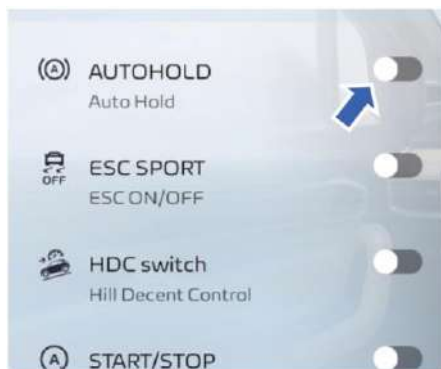 (A) AUTOHOLD
Auto Hold
OFF
ESC SPORT
ESC ON/OFF
HDC switch
Hill Decent Control
A START/STOP